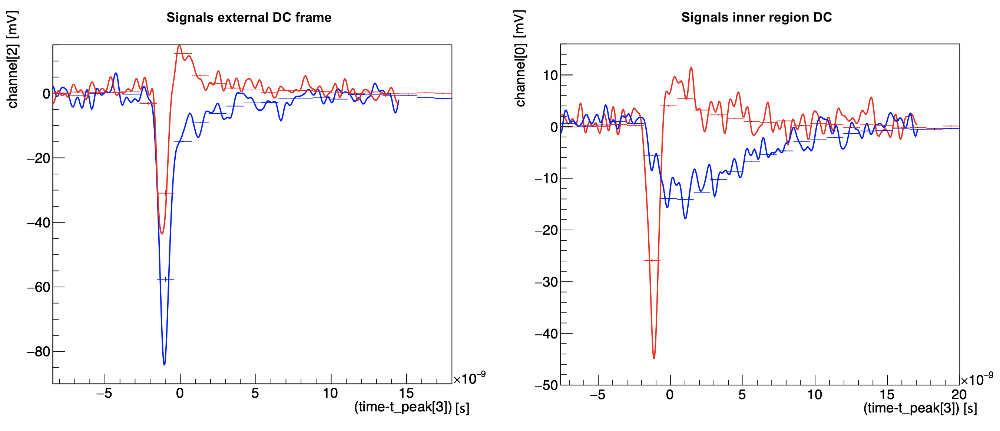 Signals external DC frame
channel[2] [mV]
0
−20
−40
−60
−80
−5 0 5 10 15
×10⁻⁹
(time-t_peak[3]) [s]
Signals inner region DC
channel[0] [mV]
10
0
−10
−20
−30
−40
−50
−5 0 5 10 15 20
×10⁻⁹
(time-t_peak[3]) [s]